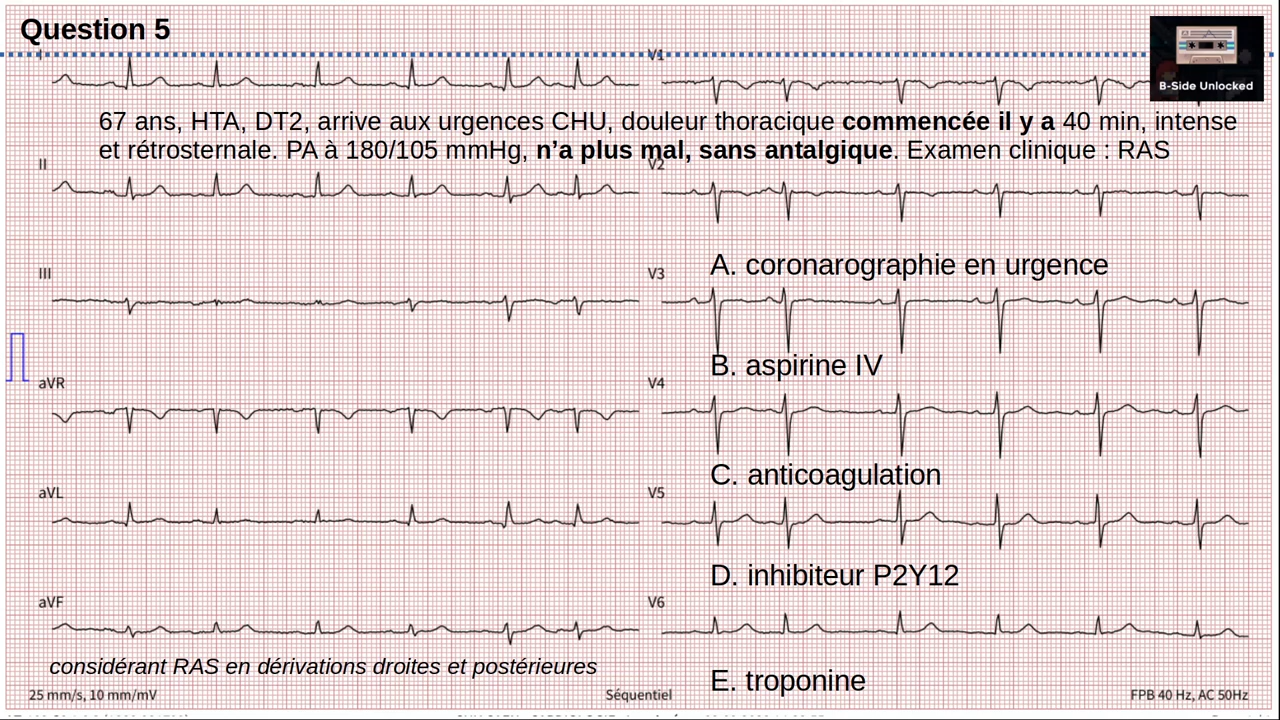 Question 5
B-Side Unlocked
I
V1
67 ans, HTA, DT2, arrive aux urgences CHU, douleur thoracique commencée il y a 40 min, intense
et rétrosternale. PA à 180/105 mmHg, n’a plus mal, sans antalgique. Examen clinique : RAS
II
V2
A. coronarographie en urgence
III
V3
B. aspirine IV
aVR
V4
C. anticoagulation
aVL
V5
D. inhibiteur P2Y12
aVF
V6
considérant RAS en dérivations droites et postérieures
E. troponine
25 mm/s, 10 mm/mV
Séquentiel
FPB 40 Hz, AC 50Hz